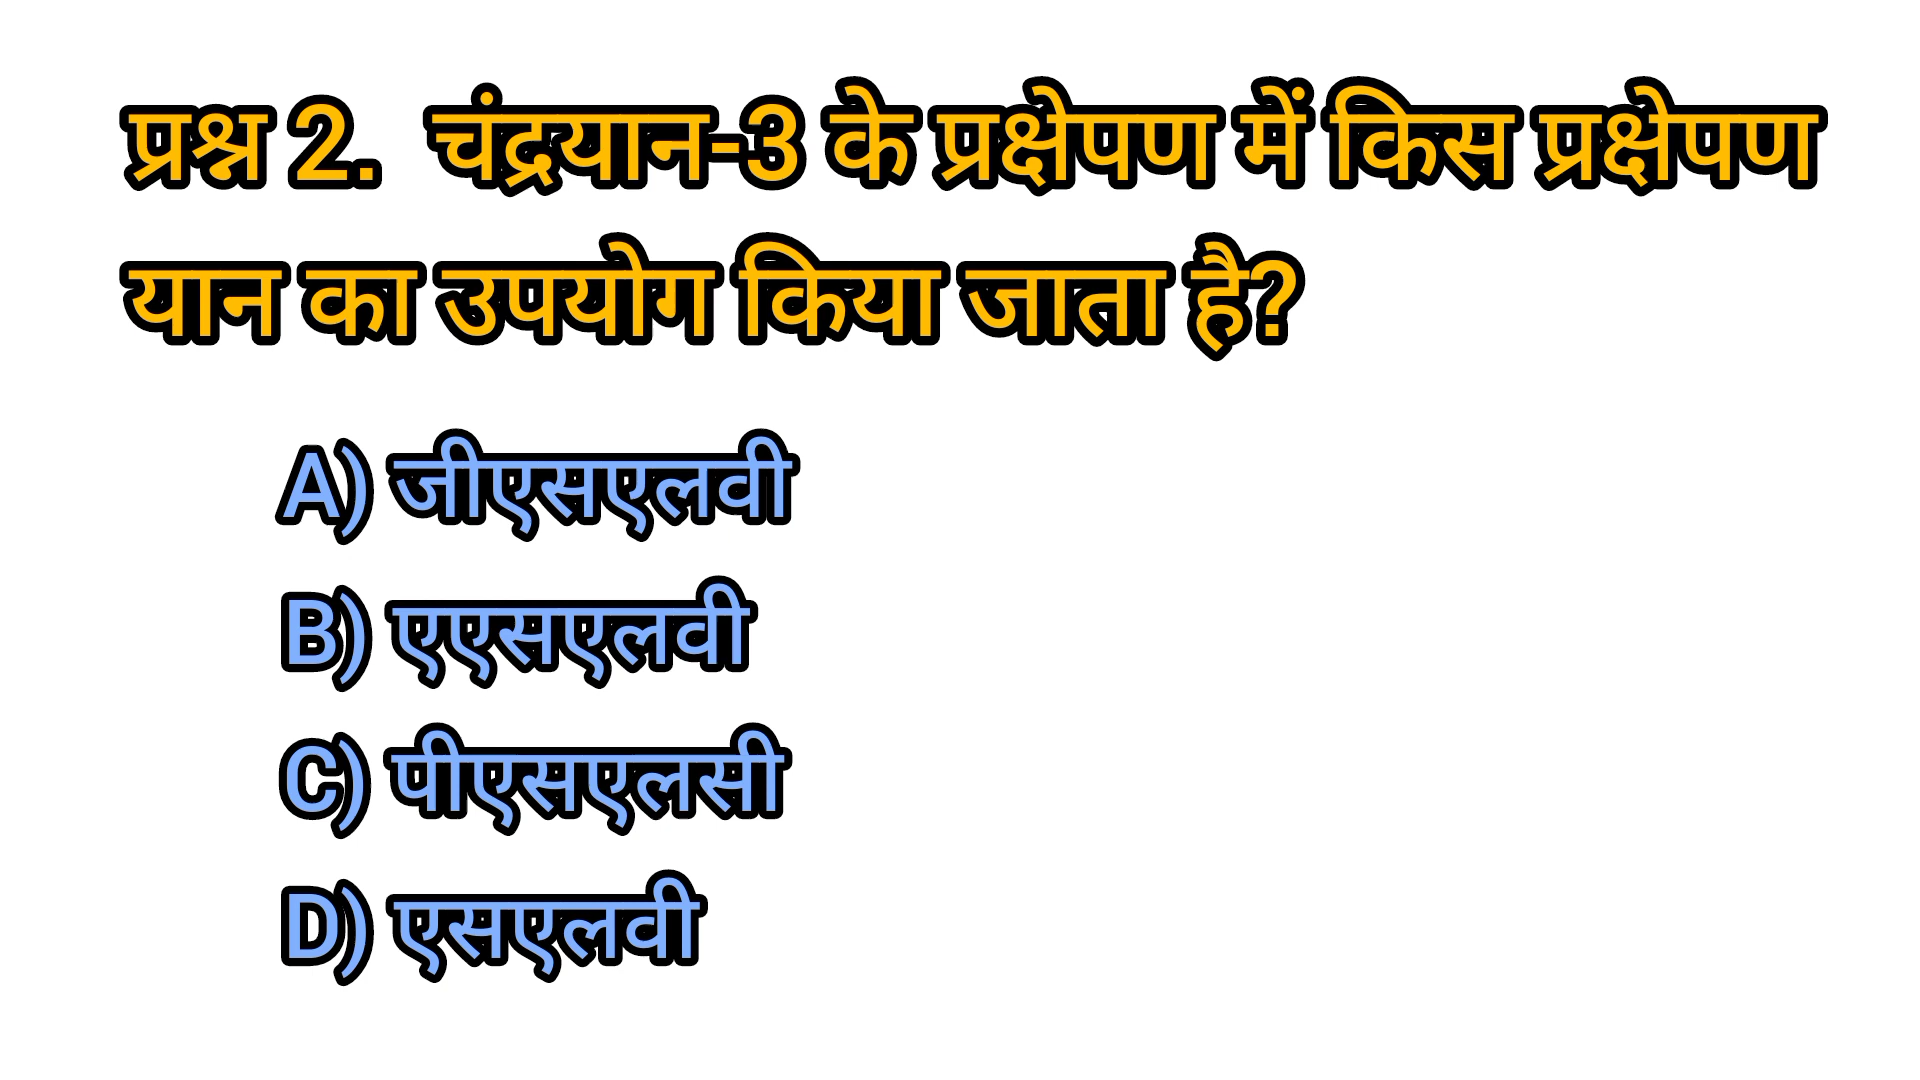 प्रश्न 2. चंद्रयान-3 के प्रक्षेपण में किस प्रक्षेपण
यान का उपयोग किया जाता है?
A) जीएसएलवी
B) एएसएलवी
C) पीएसएलसी
D) एसएलवी